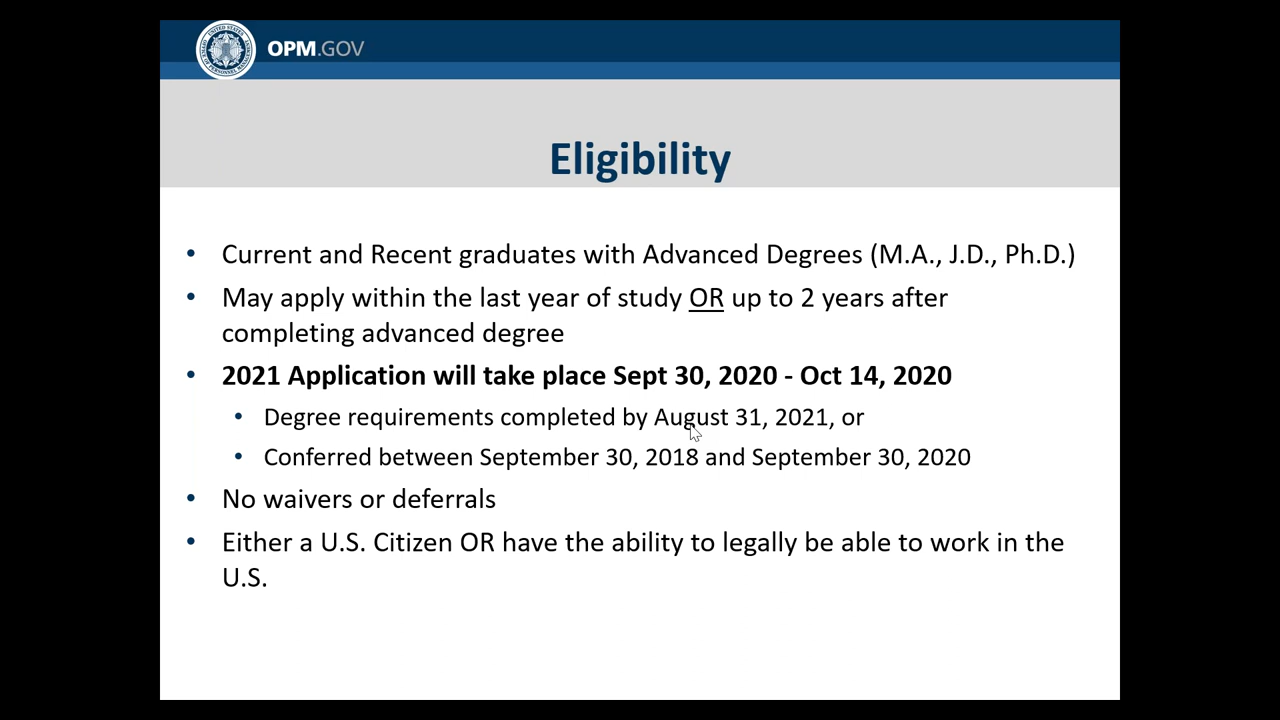 OPM.GOV
Eligibility
• Current and Recent graduates with Advanced Degrees (M.A., J.D., Ph.D.)
• May apply within the last year of study OR up to 2 years after
completing advanced degree
• 2021 Application will take place Sept 30, 2020 - Oct 14, 2020
• Degree requirements completed by August 31, 2021, or
• Conferred between September 30, 2018 and September 30, 2020
• No waivers or deferrals
• Either a U.S. Citizen OR have the ability to legally be able to work in the
U.S.